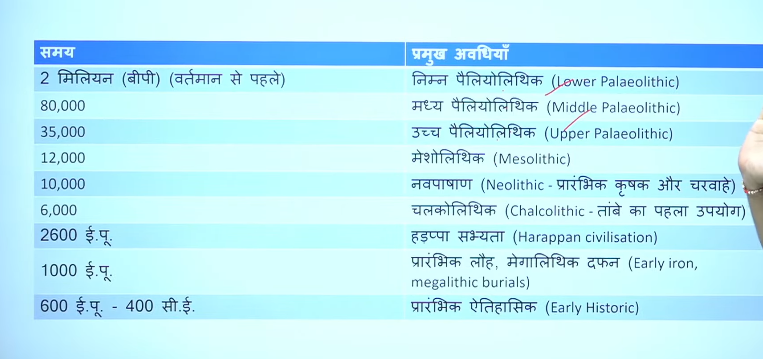 समय प्रमुख अवधियाँ
2 मिलियन (बीपी) (वर्तमान से पहले) निम्न पैलियोलिथिक (Lower Palaeolithic)
80,000 मध्य पैलियोलिथिक (Middle Palaeolithic)
35,000 उच्च पैलियोलिथिक (Upper Palaeolithic)
12,000 मेशोलिथिक (Mesolithic)
10,000 नवपाषाण (Neolithic - प्रारंभिक कृषक और चरवाहे)
6,000 चलकोलिथिक (Chalcolithic - तांबे का पहला उपयोग)
2600 ई.पू. हड़प्पा सभ्यता (Harappan civilisation)
1000 ई.पू. प्रारंभिक लौह, मेगालिथिक दफन (Early iron,
megalithic burials)
600 ई.पू. - 400 सी.ई. प्रारंभिक ऐतिहासिक (Early Historic)